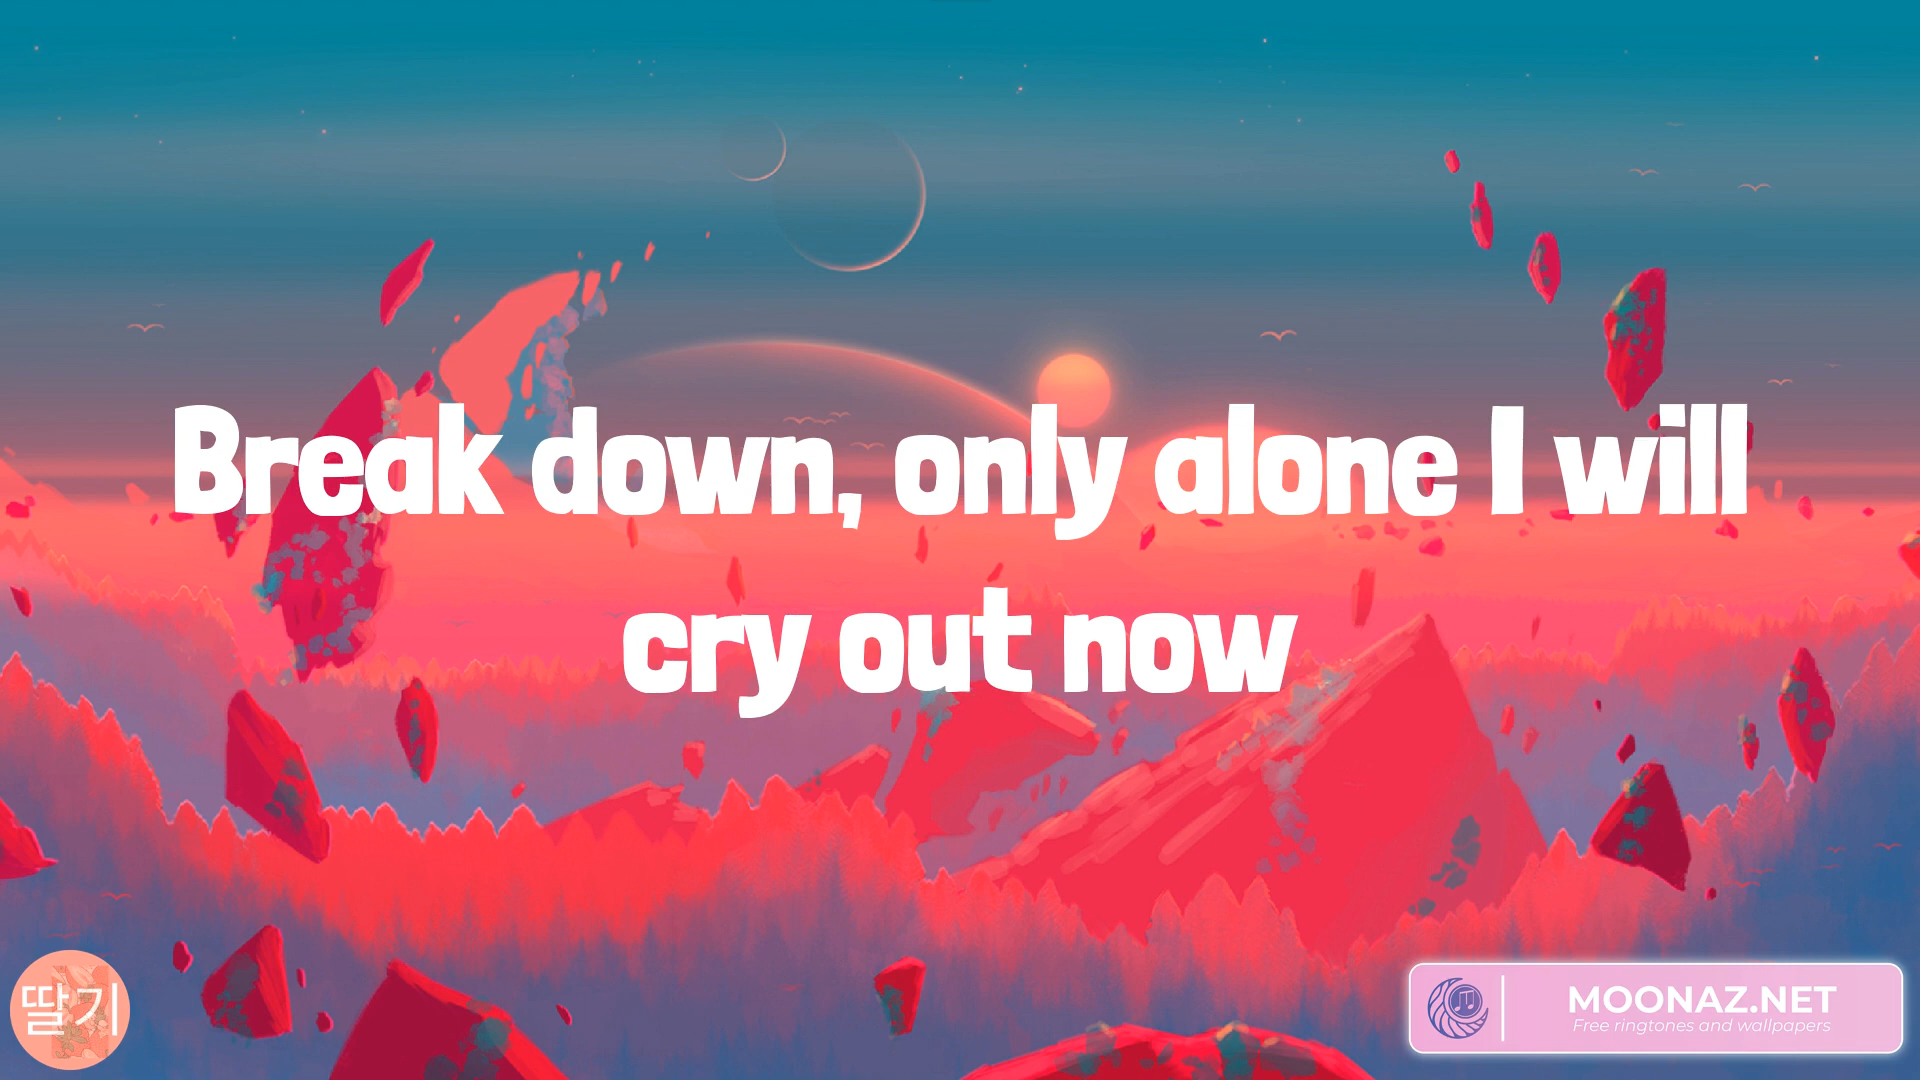 Break down, only alone I will
cry out now
딸기
MOONAZ.NET
Free ringtones and wallpapers